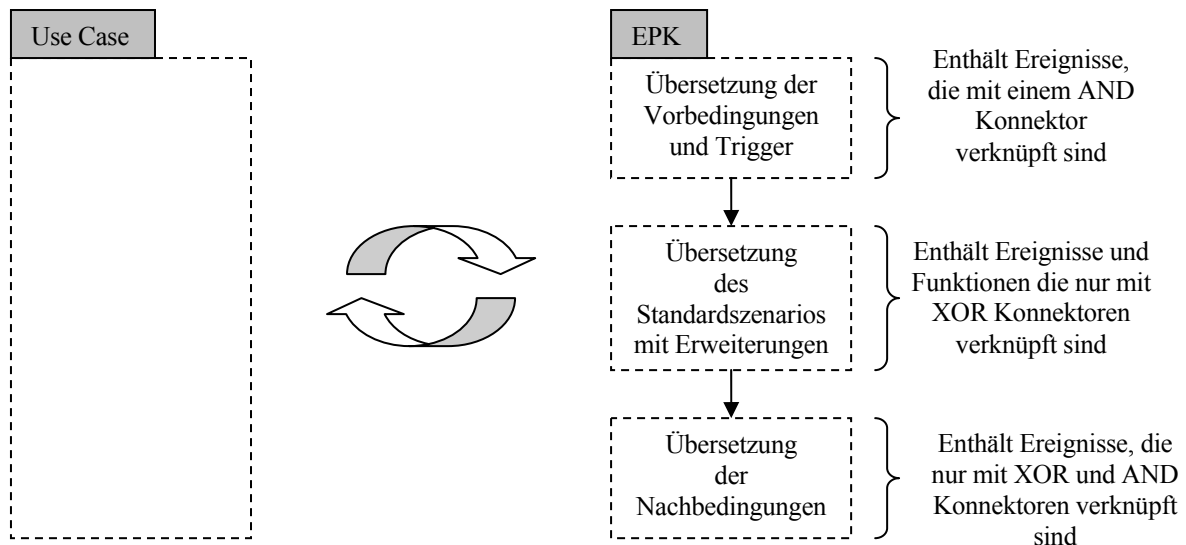 Use Case
EPK
Übersetzung der
Vorbedingungen
und Trigger
Enthält Ereignisse,
die mit einem AND
Konnektor
verknüpft sind
Übersetzung
des
Standardszenarios
mit Erweiterungen
Enthält Ereignisse und
Funktionen die nur mit
XOR Konnektoren
verknüpft sind
Übersetzung
der
Nachbedingungen
Enthält Ereignisse, die
nur mit XOR und AND
Konnektoren verknüpft
sind